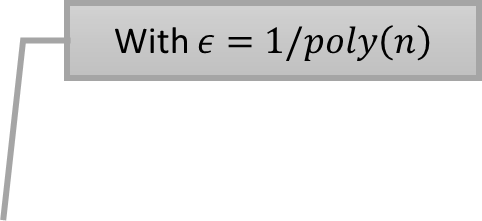 With ϵ = 1/poly(n)